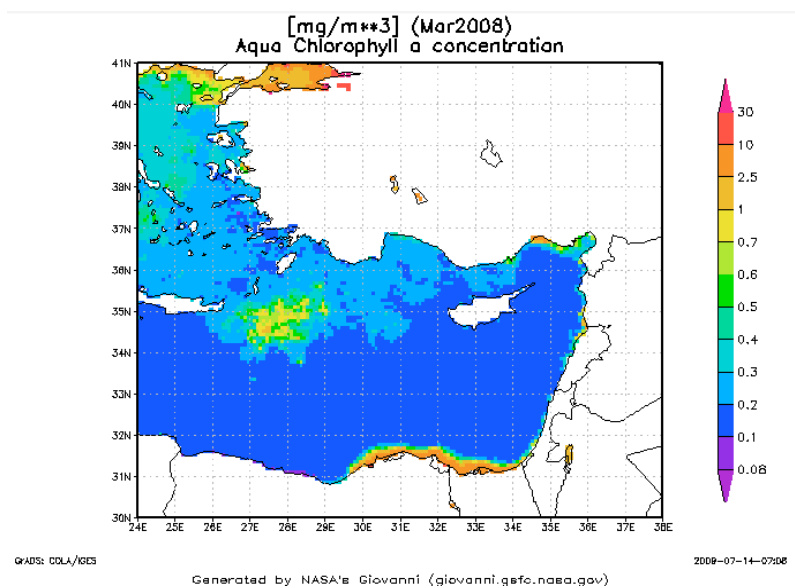 [mg/m**3] (Mar2008)
Aqua Chlorophyll a concentration
41N
40N
39N
38N
37N
36N
35N
34N
33N
32N
31N
30N
24E 25E 26E 27E 28E 29E 30E 31E 32E 33E 34E 35E 36E 37E 38E
30
10
2.5
1
0.7
0.6
0.5
0.4
0.3
0.2
0.1
0.08
GrADS: COLA/IGES
2009-07-14-07:06
Generated by NASA's Giovanni (giovanni.gsfc.nasa.gov)